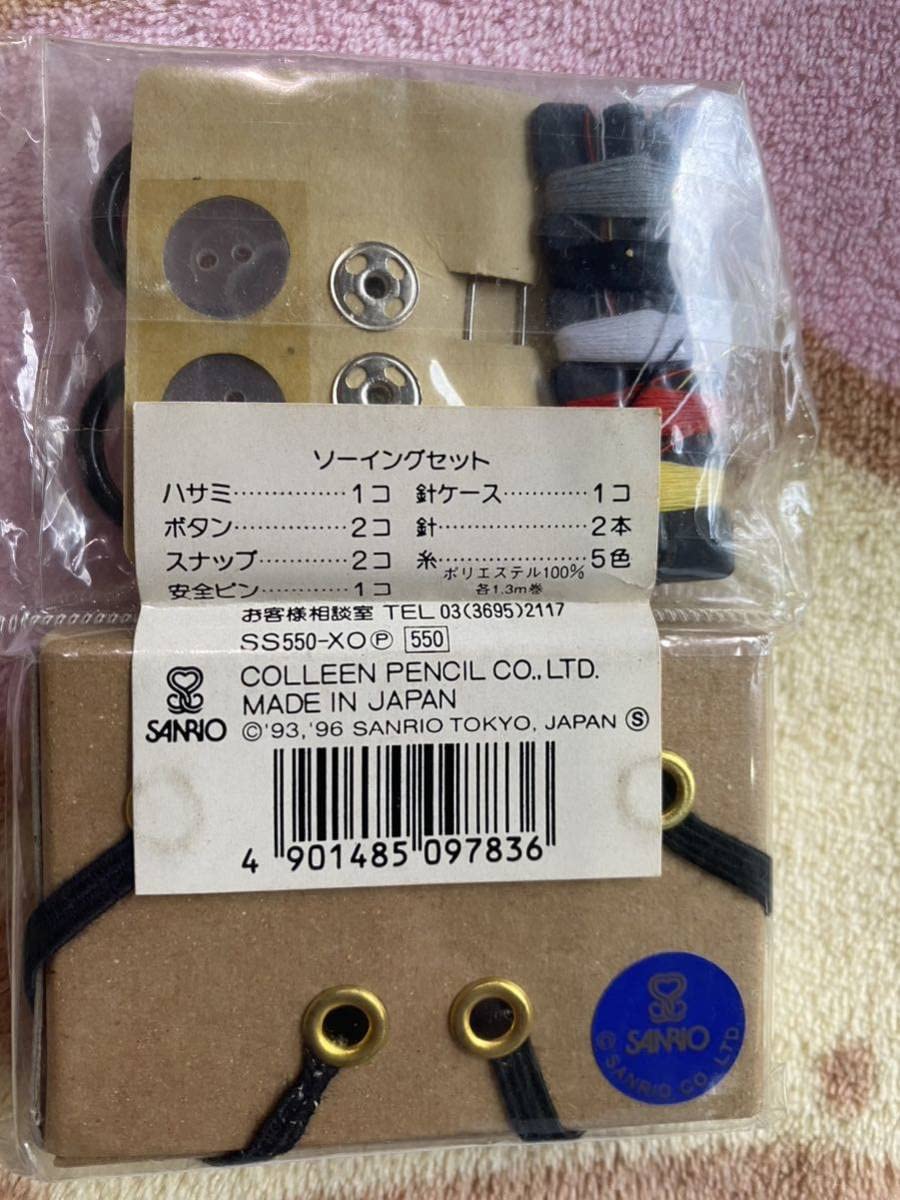 ソーイングセット
ハサミ……………1コ 針ケース…………1コ
ボタン……………2コ 針…………………2本
スナップ…………2コ 糸…………………5色
ポリエステル100%
安全ピン…………1コ 各1.3m巻
お客様相談室 TEL 03(3695)2117
SS550-XO Ⓟ 550
COLLEEN PENCIL CO.,LTD.
MADE IN JAPAN
SANRIO ©'93,'96 SANRIO TOKYO, JAPAN Ⓢ
4 901485 097836
SANRIO
© SANRIO CO., LTD.